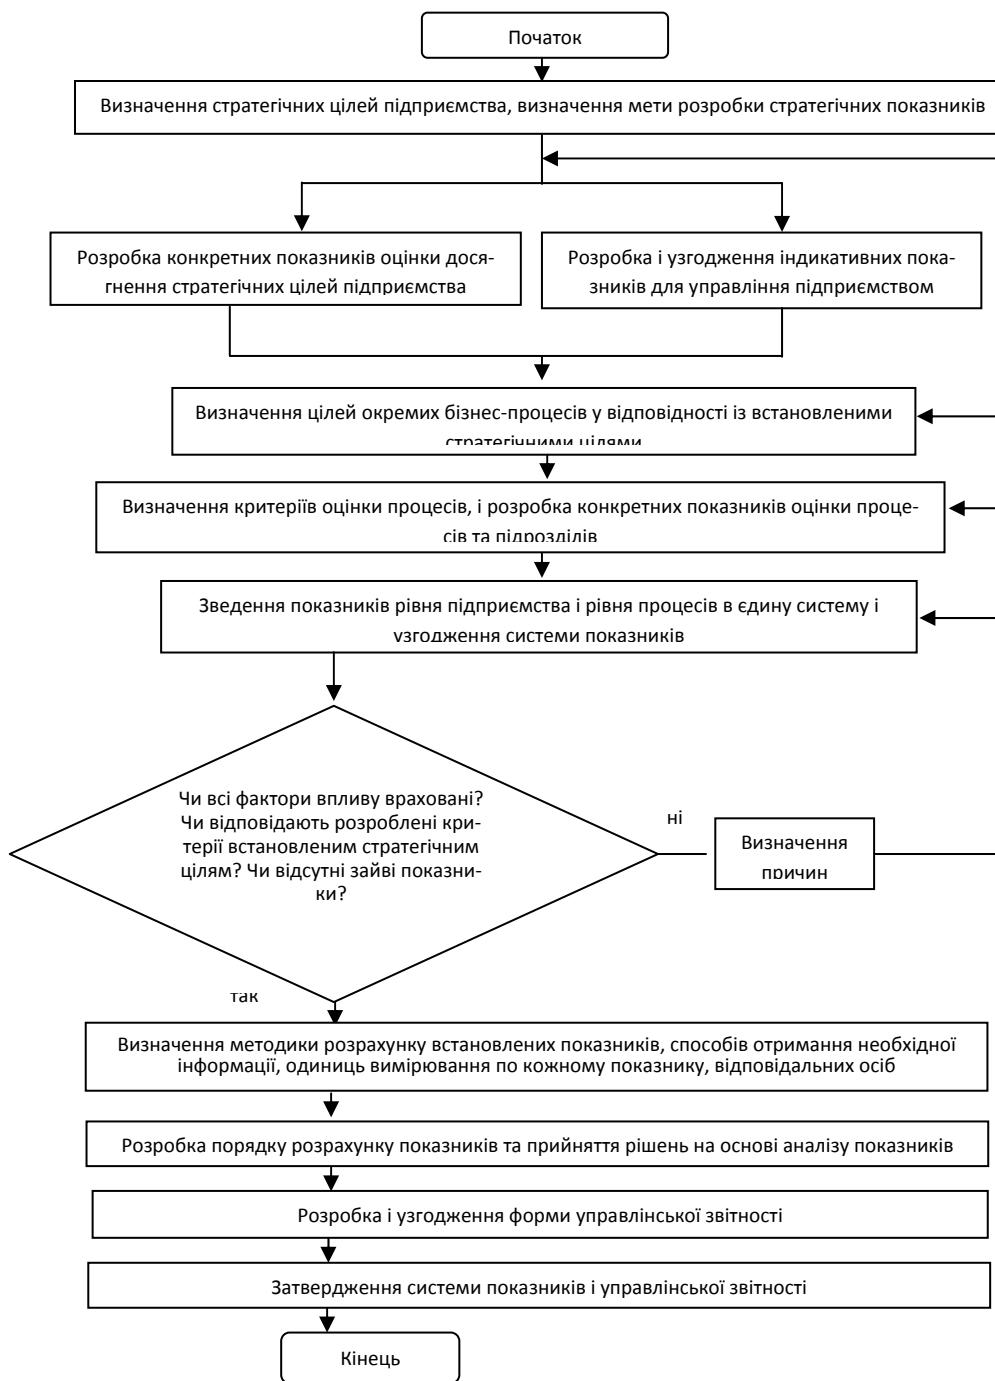 Початок
Визначення стратегічних цілей підприємства, визначення мети розробки стратегічних показників
Розробка конкретних показників оцінки дося-
гнення стратегічних цілей підприємства
Розробка і узгодження індикативних пока-
зників для управління підприємством
Визначення цілей окремих бізнес-процесів у відповідності із встановленими
стратегічними цілями
Визначення критеріїв оцінки процесів, і розробка конкретних показників оцінки проце-
сів та підрозділів
Зведення показників рівня підприємства і рівня процесів в єдину систему і
узгодження системи показників
Чи всі фактори впливу враховані?
Чи відповідають розроблені кри-
терії встановленим стратегічним
цілям? Чи відсутні зайві показни-
ки?
ні
Визначення
причин
так
Визначення методики розрахунку встановлених показників, способів отримання необхідної
інформації, одиниць вимірювання по кожному показнику, відповідальних осіб
Розробка порядку розрахунку показників та прийняття рішень на основі аналізу показників
Розробка і узгодження форми управлінської звітності
Затвердження системи показників і управлінської звітності
Кінець